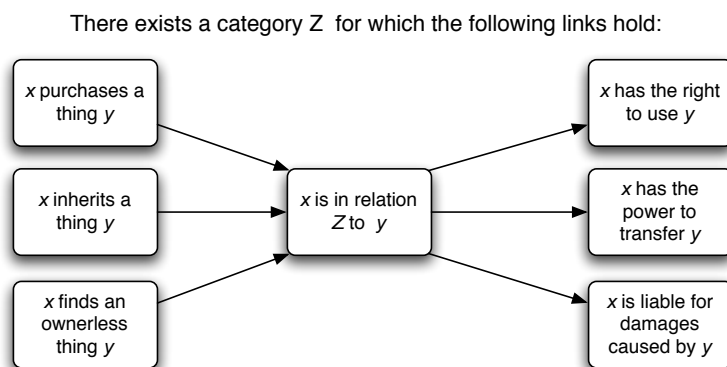 There exists a category Z for which the following links hold:
x purchases a
thing y
x inherits a
thing y
x finds an
ownerless
thing y
x is in relation
Z to y
x has the right
to use y
x has the
power to
transfer y
x is liable for
damages
caused by y